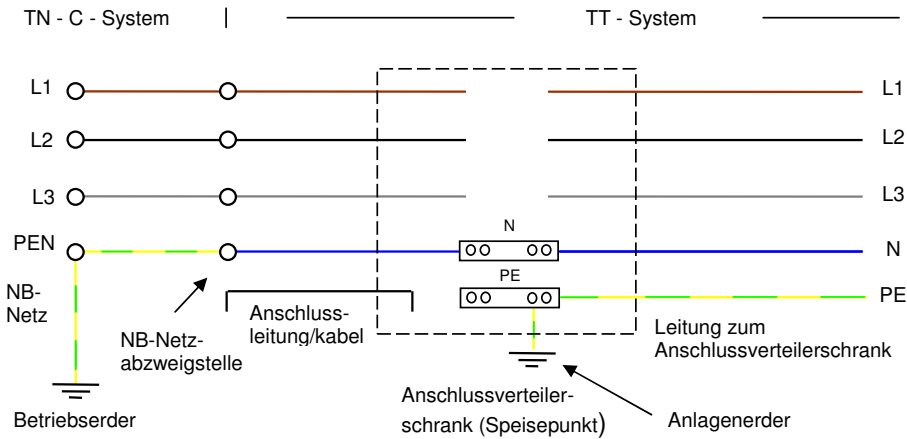 TN - C - System
TT - System
L1
L1
L2
L2
L3
L3
PEN
N
N
PE
PE
NB-
Netz
NB-Netz-
abzweigstelle
Anschluss-
leitung/kabel
Leitung zum
Anschlussverteilerschrank
Betriebserder
Anschlussverteiler-
schrank (Speisepunkt)
Anlagenerder